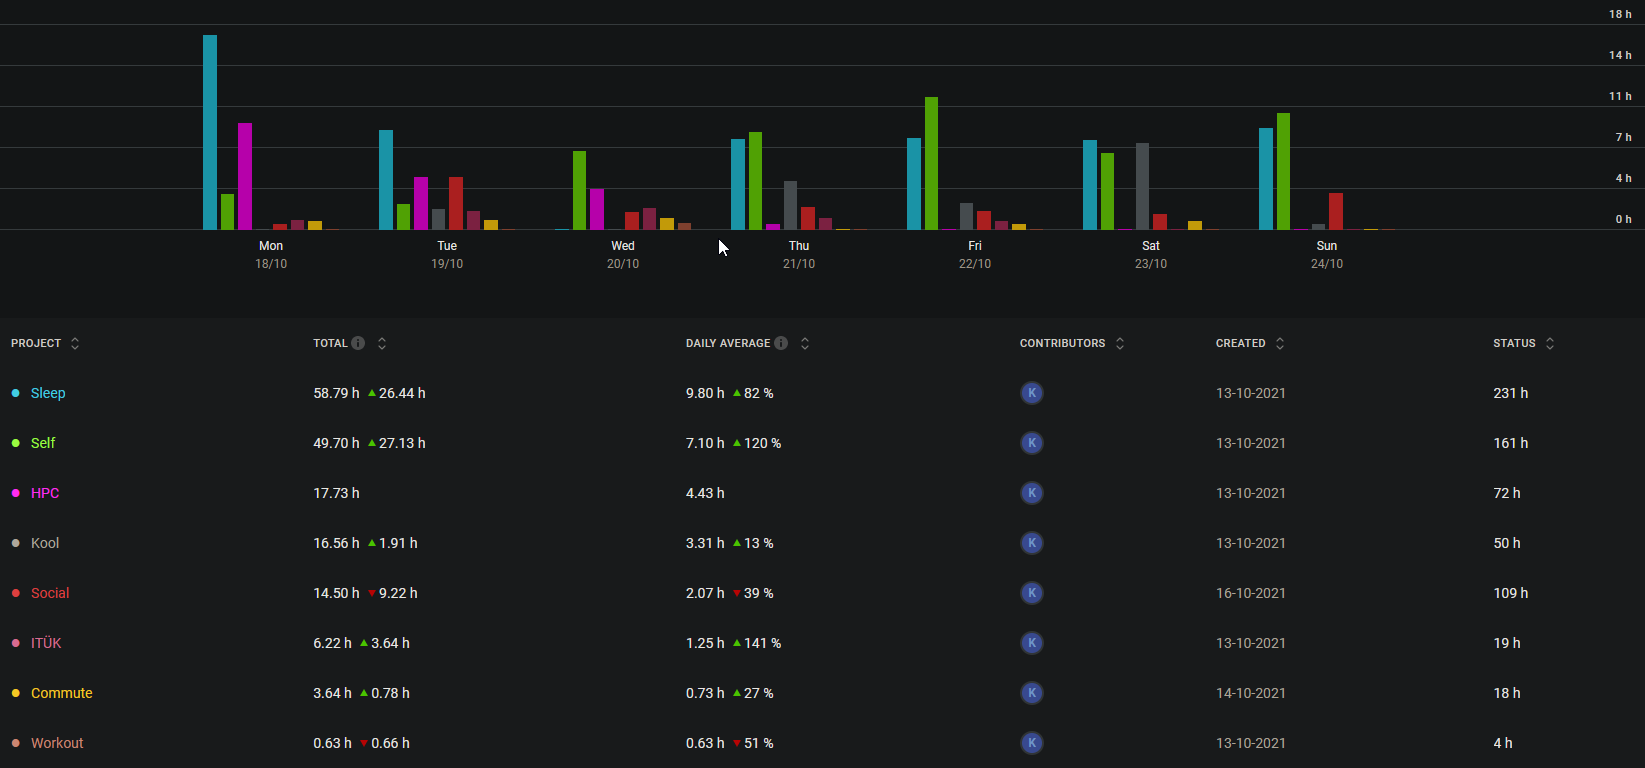 18 h
14 h
11 h
7 h
4 h
0 h
Mon Tue Wed Thu Fri Sat Sun
18/10 19/10 20/10 21/10 22/10 23/10 24/10
PROJECT TOTAL i DAILY AVERAGE i CONTRIBUTORS CREATED STATUS
Sleep 58.79 h 26.44 h 9.80 h 82 % K 13-10-2021 231 h
Self 49.70 h 27.13 h 7.10 h 120 % K 13-10-2021 161 h
HPC 17.73 h 4.43 h K 13-10-2021 72 h
Kool 16.56 h 1.91 h 3.31 h 13 % K 13-10-2021 50 h
Social 14.50 h 9.22 h 2.07 h 39 % K 16-10-2021 109 h
ITÜK 6.22 h 3.64 h 1.25 h 141 % K 13-10-2021 19 h
Commute 3.64 h 0.78 h 0.73 h 27 % K 14-10-2021 18 h
Workout 0.63 h 0.66 h 0.63 h 51 % K 13-10-2021 4 h